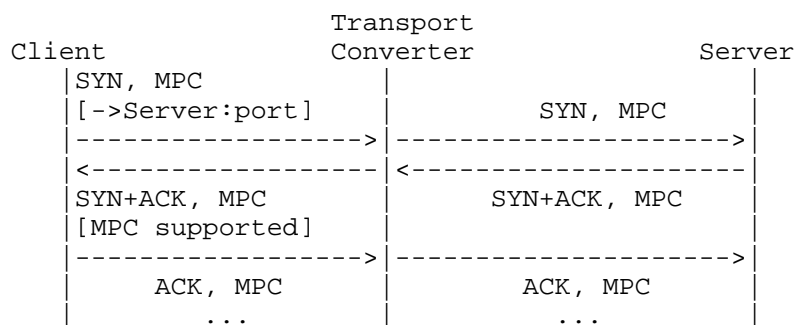 Transport
Client Converter Server
SYN, MPC
[->Server:port] SYN, MPC
SYN+ACK, MPC SYN+ACK, MPC
[MPC supported]
ACK, MPC ACK, MPC
... ...